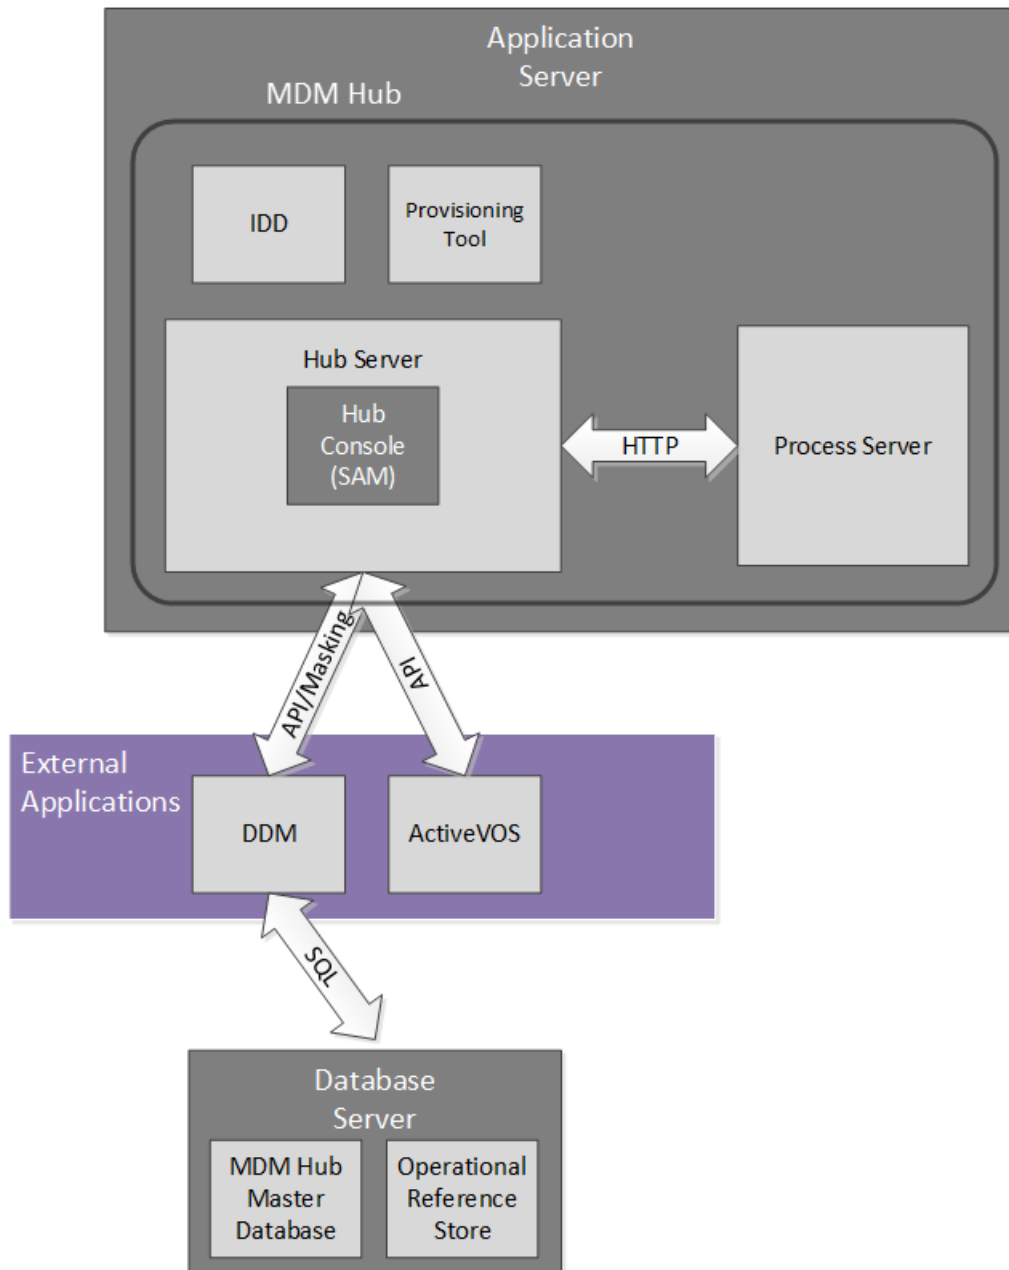 Application
Server
MDM Hub
IDD
Provisioning
Tool
Hub Server
Hub
Console
(SAM)
HTTP
Process Server
API/Masking
API
External
Applications
DDM
ActiveVOS
SQL
Database
Server
MDM Hub
Master
Database
Operational
Reference
Store